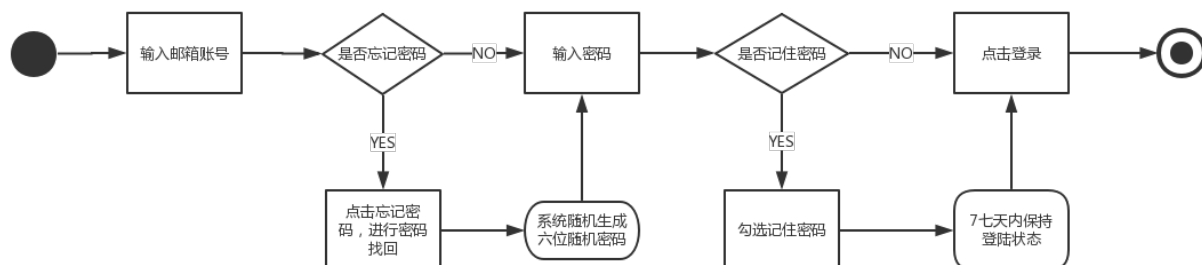 输入邮箱账号
是否忘记密码
NO
输入密码
是否记住密码
NO
点击登录
YES
YES
点击忘记密
码，进行密码
找回
系统随机生成
六位随机密码
勾选记住密码
7七天内保持
登陆状态